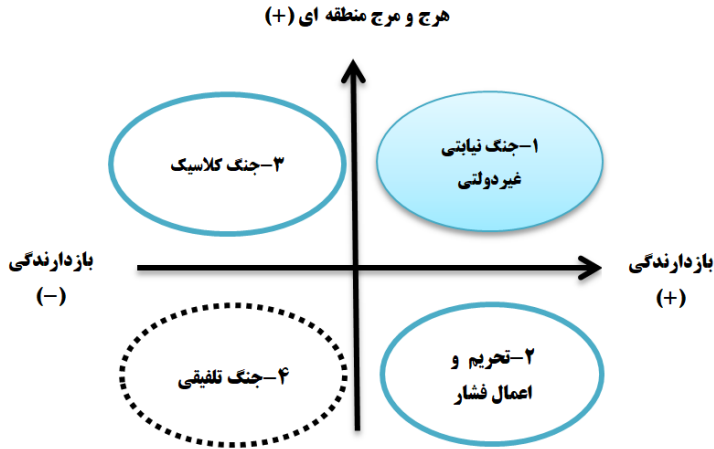 هرج و مرج منطقه ای (+)
۱-جنگ نیابتی
غیردولتی
۳-جنگ کلاسیک
بازدارندگی
(+)
بازدارندگی
(-)
۲-تحریم و
اعمال فشار
۴-جنگ تلفیقی